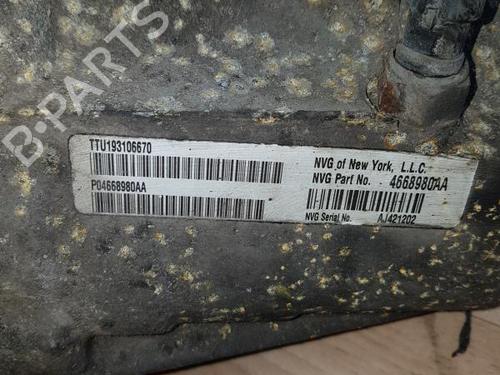 B-Parts
TTU193106670
P04668980AA
NVG of New York, L.L.C.
NVG Part No. 4668980AA
NVG Serial No. AJ421202